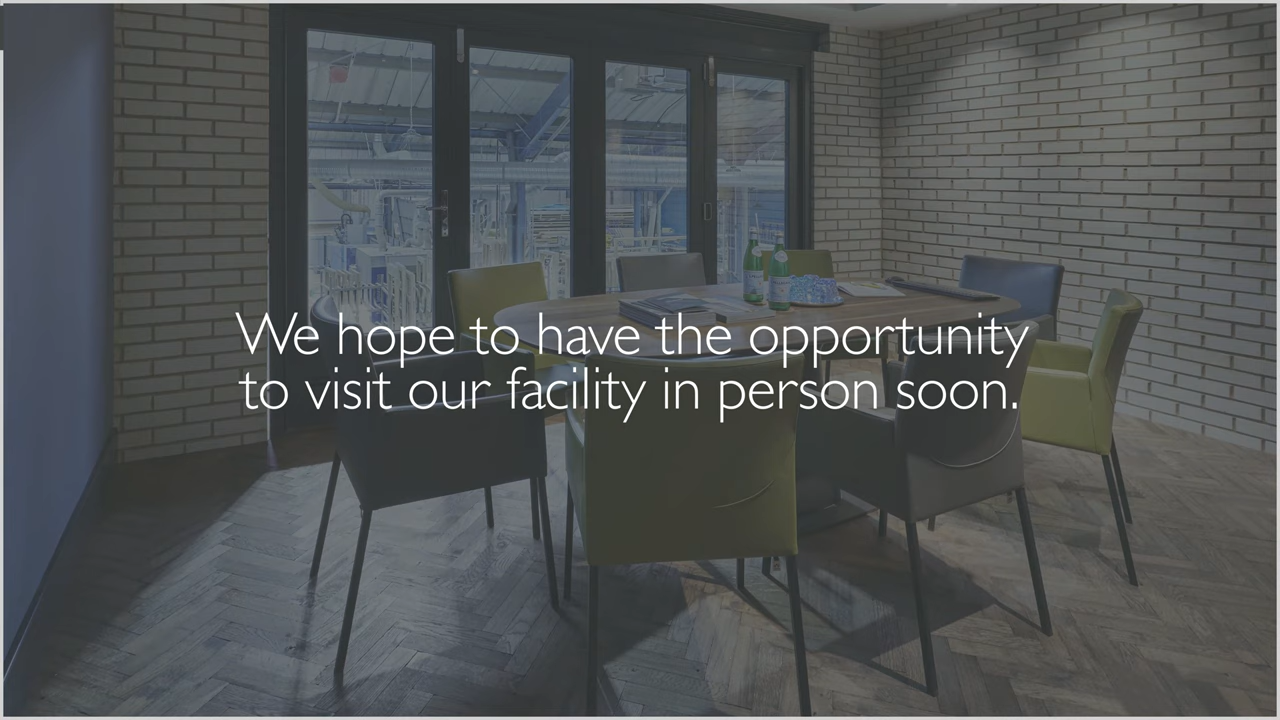 We hope to have the opportunity
to visit our facility in person soon.